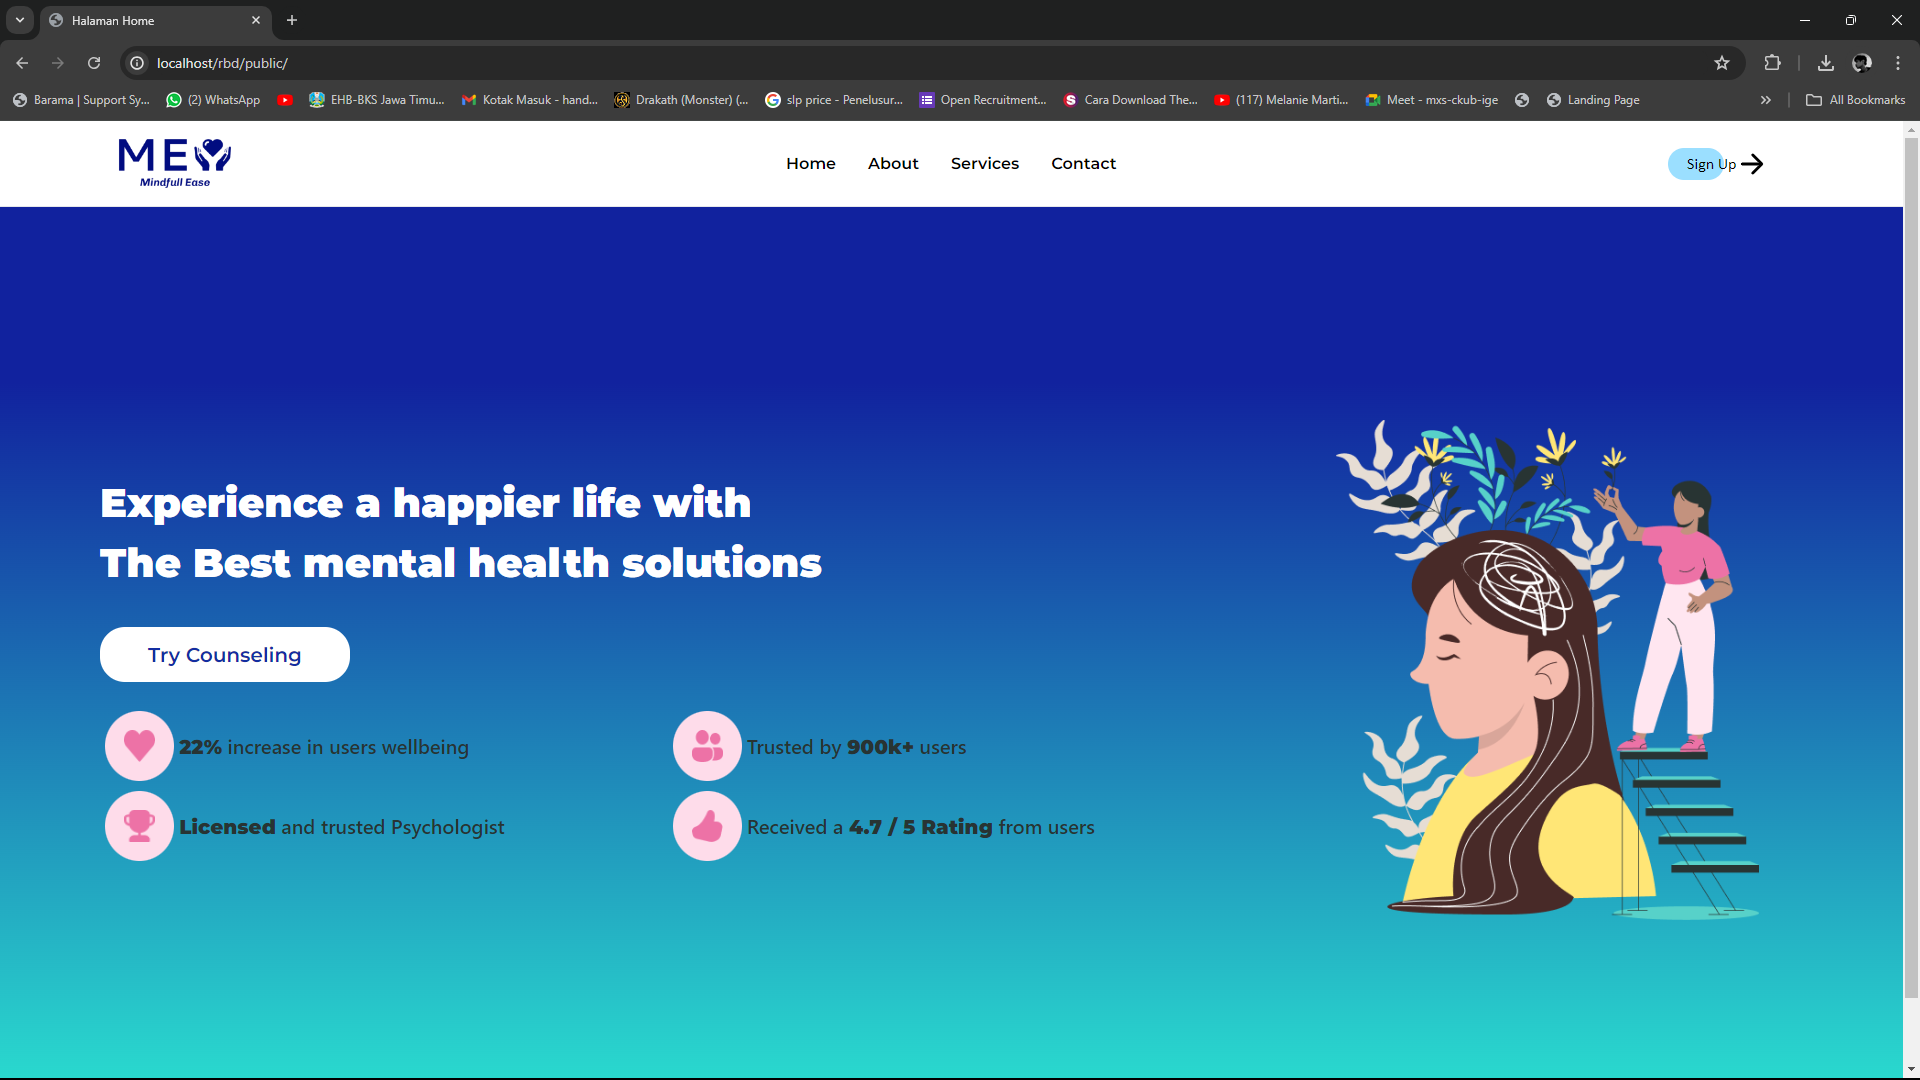 Halaman Home
localhost/rbd/public/
Barama | Support Sy... (2) WhatsApp EHB-BKS Jawa Timu... Kotak Masuk - hand... Drakath (Monster) (... slp price - Penelusur... Open Recruitment... Cara Download The... (117) Melanie Marti... Meet - mxs-ckub-ige Landing Page All Bookmarks
ME
Mindfull Ease
Home About Services Contact
Sign Up
Experience a happier life with
The Best mental health solutions
Try Counseling
22% increase in users wellbeing
Trusted by 900k+ users
Licensed and trusted Psychologist
Received a 4.7 / 5 Rating from users